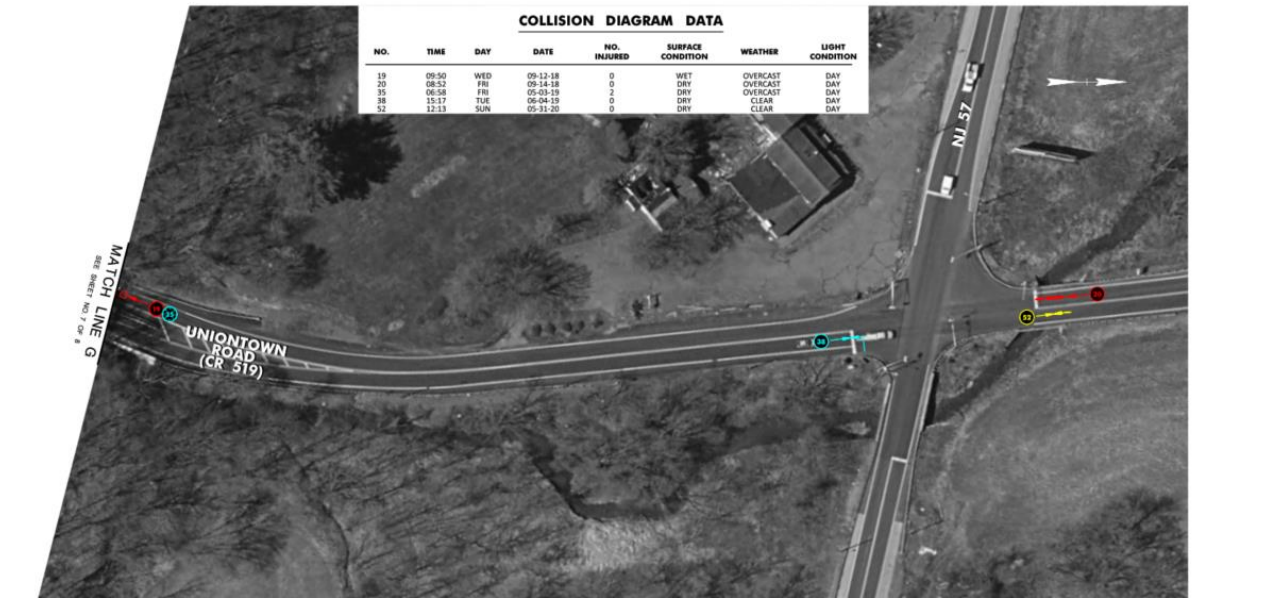 COLLISION DIAGRAM DATA
NO. TIME DAY DATE NO. INJURED SURFACE CONDITION WEATHER LIGHT CONDITION
19 09:50 WED 09-12-18 0 WET OVERCAST DAY
20 08:52 FRI 09-14-18 0 DRY OVERCAST DAY
35 06:58 FRI 05-03-19 2 DRY OVERCAST DAY
38 15:17 TUE 06-04-19 0 DRY CLEAR DAY
52 12:13 SUN 05-31-20 0 DRY CLEAR DAY
NJ 57
MATCH LINE G
SEE SHEET NO. 7 OF 8
35
UNIONTOWN
ROAD
(CR 519)
38
52